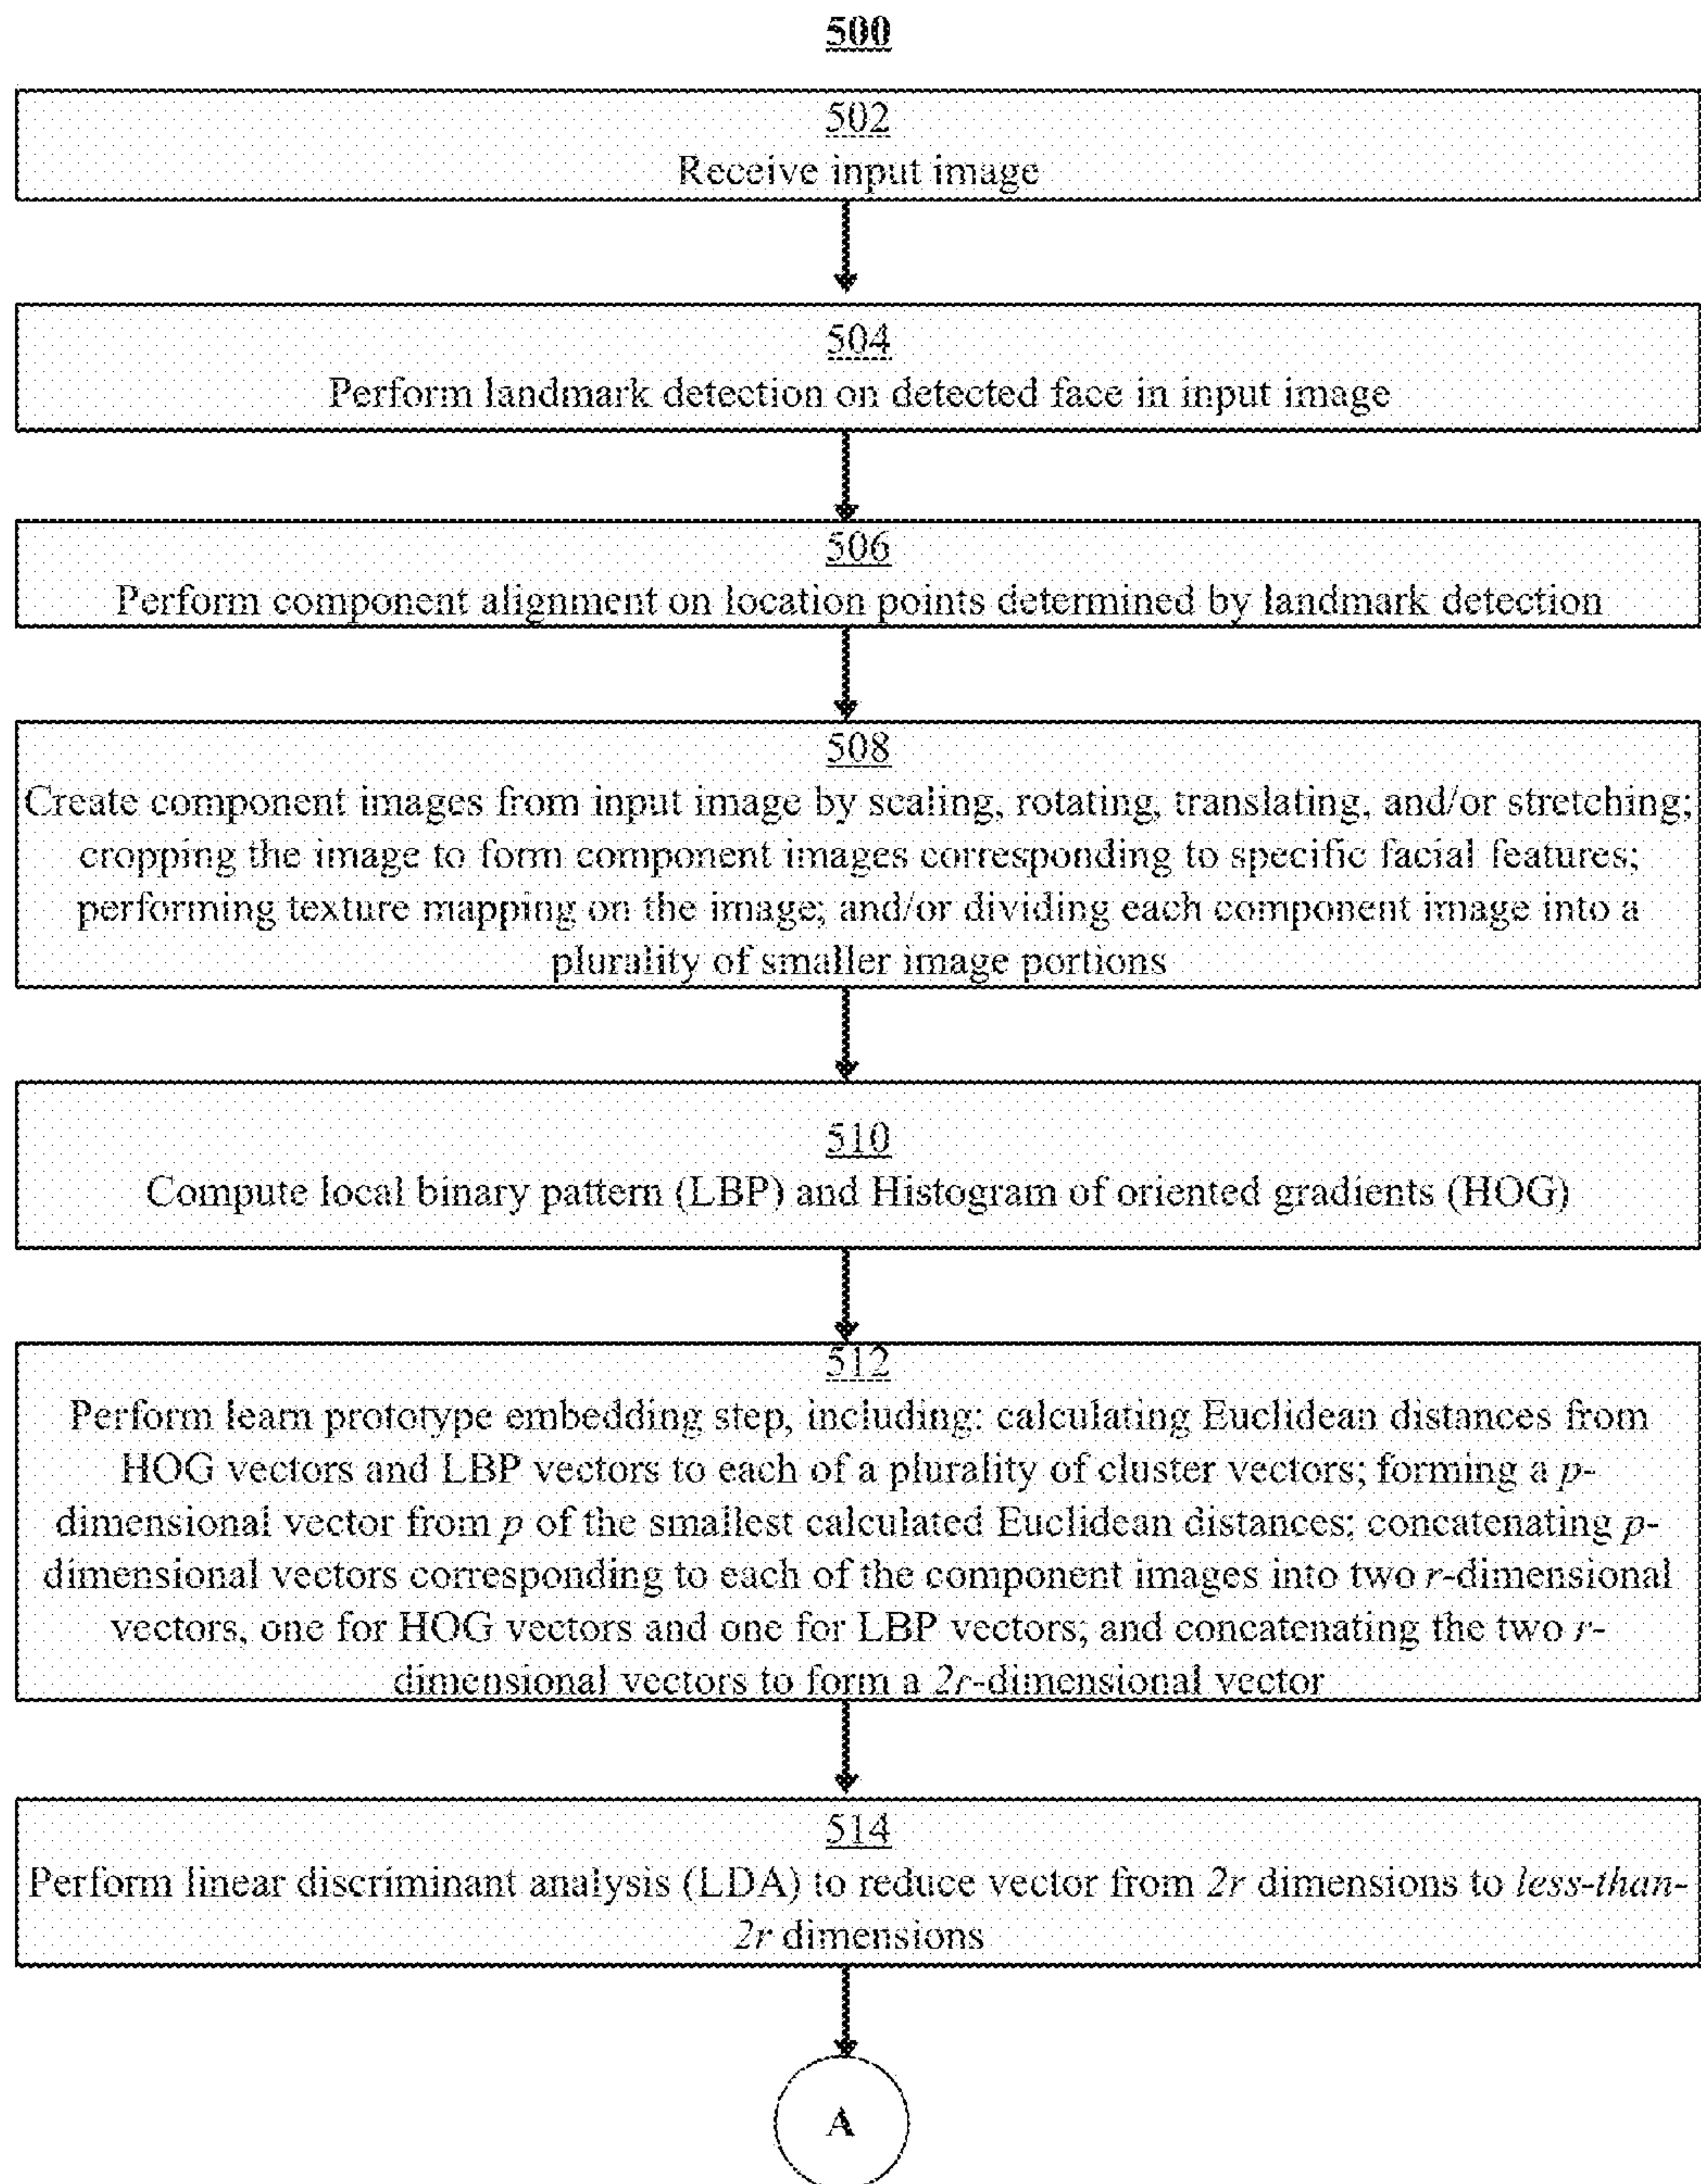 500
502
Receive input image
504
Perform landmark detection on detected face in input image
506
Perform component alignment on location points determined by landmark detection
508
Create component images from input image by scaling, rotating, translating, and/or stretching;
cropping the image to form component images corresponding to specific facial features;
performing texture mapping on the image; and/or dividing each component image into a
plurality of smaller image portions
510
Compute local binary pattern (LBP) and Histogram of oriented gradients (HOG)
512
Perform learn prototype embedding step, including: calculating Euclidean distances from
HOG vectors and LBP vectors to each of a plurality of cluster vectors; forming a p-
dimensional vector from p of the smallest calculated Euclidean distances; concatenating p-
dimensional vectors corresponding to each of the component images into two r-dimensional
vectors, one for HOG vectors and one for LBP vectors; and concatenating the two r-
dimensional vectors to form a 2r-dimensional vector
514
Perform linear discriminant analysis (LDA) to reduce vector from 2r dimensions to less-than-
2r dimensions
A